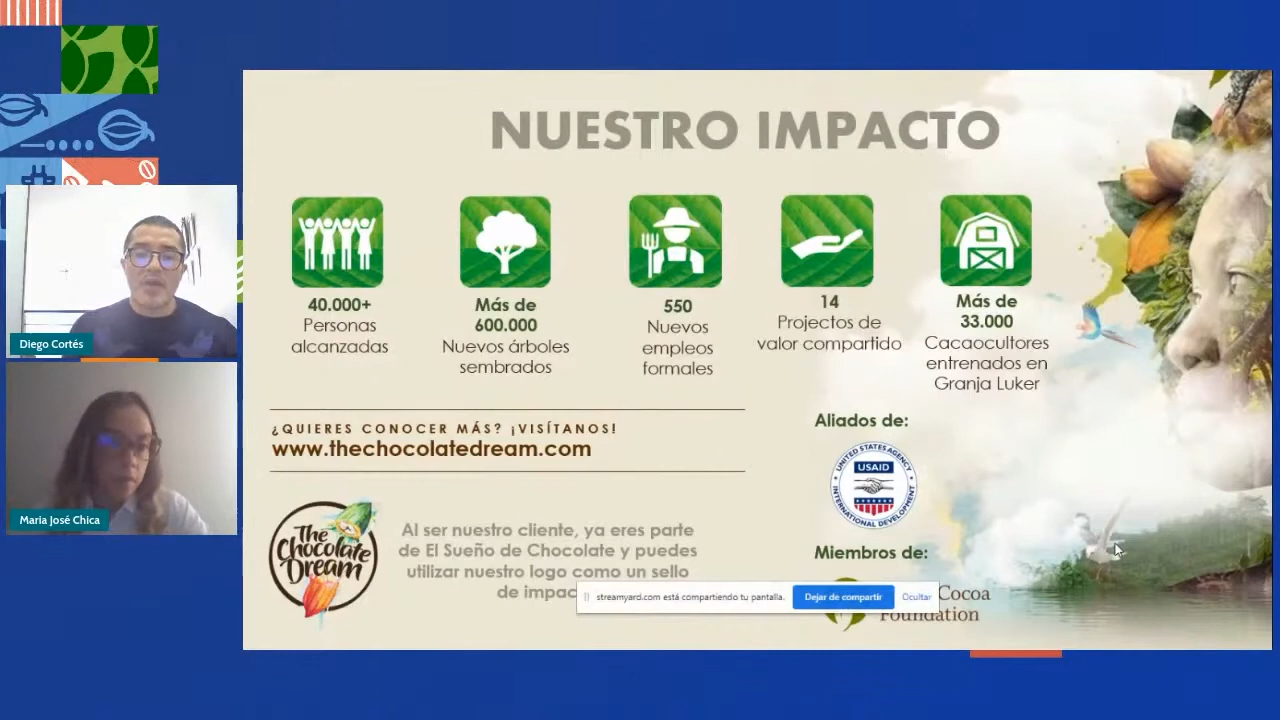 NUESTRO IMPACTO
40.000+
Personas
alcanzadas
Más de
600.000
Nuevos árboles
sembrados
550
Nuevos
empleos
formales
14
Projectos de
valor compartido
Más de
33.000
Cacaocultores
entrenados en
Granja Luker
¿QUIERES CONOCER MÁS? ¡VISÍTANOS!
www.thechocolatedream.com
The
Chocolate
Dream
Al ser nuestro cliente, ya eres parte
de El Sueño de Chocolate y puedes
utilizar nuestro logo como un sello
de impac
Aliados de:
UNITED STATES AGENCY
USAID
INTERNATIONAL DEVELOPMENT
Miembros de:
Cocoa
Foundation
streamyard.com está compartiendo tu pantalla.
Dejar de compartir
Ocultar
Diego Cortés
Maria José Chica